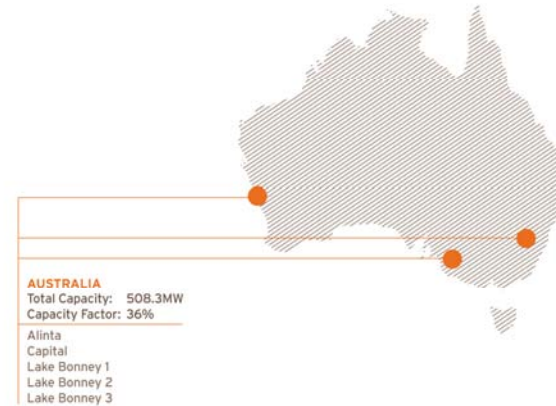 AUSTRALIA
Total Capacity: 508.3MW
Capacity Factor: 36%
Alinta
Capital
Lake Bonney 1
Lake Bonney 2
Lake Bonney 3